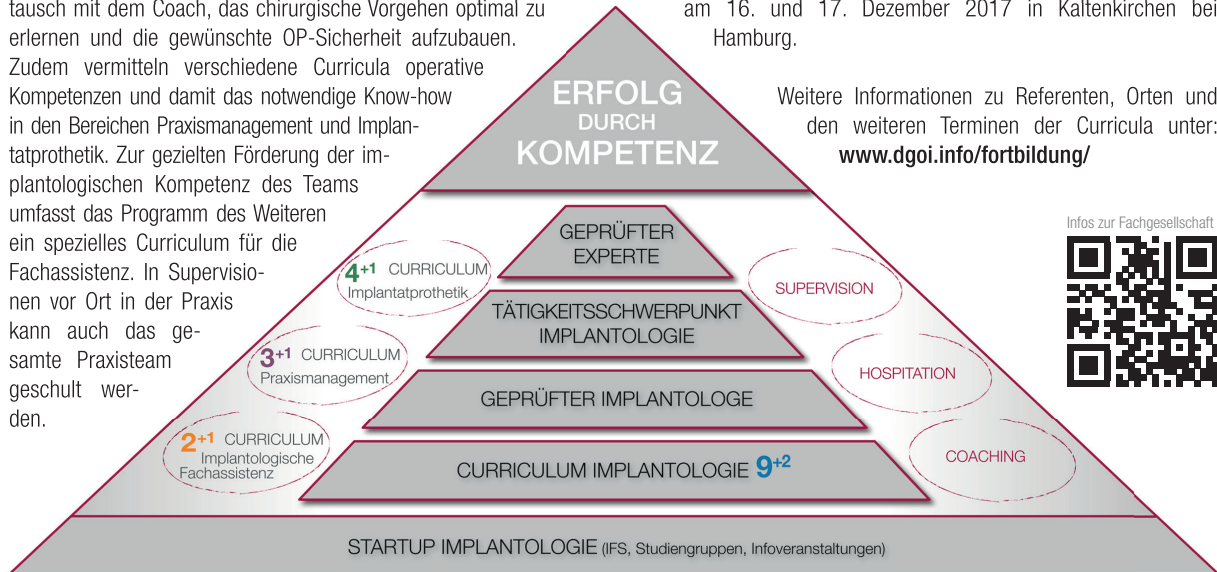 tausch mit dem Coach, das chirurgische Vorgehen optimal zu
erlernen und die gewünschte OP-Sicherheit aufzubauen.
Zudem vermitteln verschiedene Curricula operative
Kompetenzen und damit das notwendige Know-how
in den Bereichen Praxismanagement und Implan-
tatprothetik. Zur gezielten Förderung der im-
plantologischen Kompetenz des Teams
umfasst das Programm des Weiteren
ein spezielles Curriculum für die
Fachassistenz. In Supervisio-
nen vor Ort in der Praxis
kann auch das ge-
samte Praxisteam
geschult wer-
den.
am 16. und 17. Dezember 2017 in Kaltenkirchen bei
Hamburg.
Weitere Informationen zu Referenten, Orten und
den weiteren Terminen der Curricula unter:
www.dgoi.info/fortbildung/
Infos zur Fachgesellschaft
ERFOLG
DURCH
KOMPETENZ
GEPRÜFTER
EXPERTE
TÄTIGKEITSSCHWERPUNKT
IMPLANTOLOGIE
GEPRÜFTER IMPLANTOLOGE
CURRICULUM IMPLANTOLOGIE 9+2
STARTUP IMPLANTOLOGIE (IFS, Studiengruppen, Infoveranstaltungen)
4+1 CURRICULUM
Implantatprothetik
3+1 CURRICULUM
Praxismanagement
2+1 CURRICULUM
Implantologische
Fachassistenz
SUPERVISION
HOSPITATION
COACHING